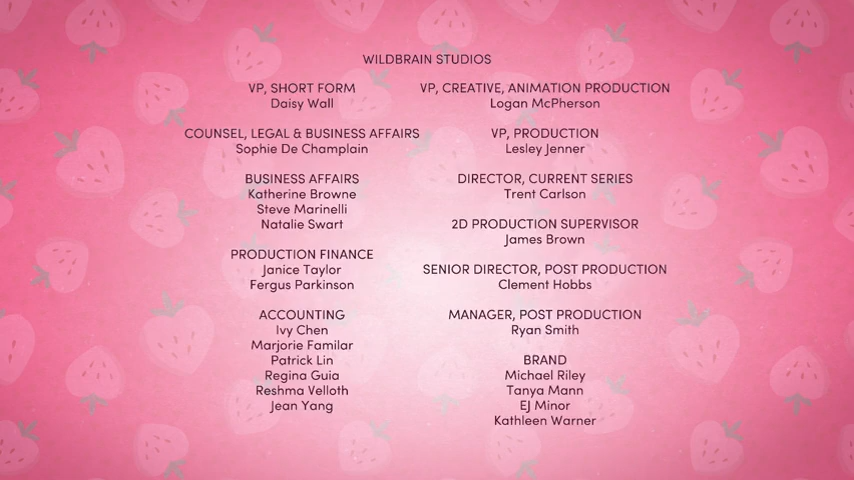 WILDBRAIN STUDIOS
VP, SHORT FORM
Daisy Wall
COUNSEL, LEGAL & BUSINESS AFFAIRS
Sophie De Champlain
BUSINESS AFFAIRS
Katherine Browne
Steve Marinelli
Natalie Swart
PRODUCTION FINANCE
Janice Taylor
Fergus Parkinson
ACCOUNTING
Ivy Chen
Marjorie Familar
Patrick Lin
Regina Guia
Reshma Velloth
Jean Yang
VP, CREATIVE, ANIMATION PRODUCTION
Logan McPherson
VP, PRODUCTION
Lesley Jenner
DIRECTOR, CURRENT SERIES
Trent Carlson
2D PRODUCTION SUPERVISOR
James Brown
SENIOR DIRECTOR, POST PRODUCTION
Clement Hobbs
MANAGER, POST PRODUCTION
Ryan Smith
BRAND
Michael Riley
Tanya Mann
EJ Minor
Kathleen Warner